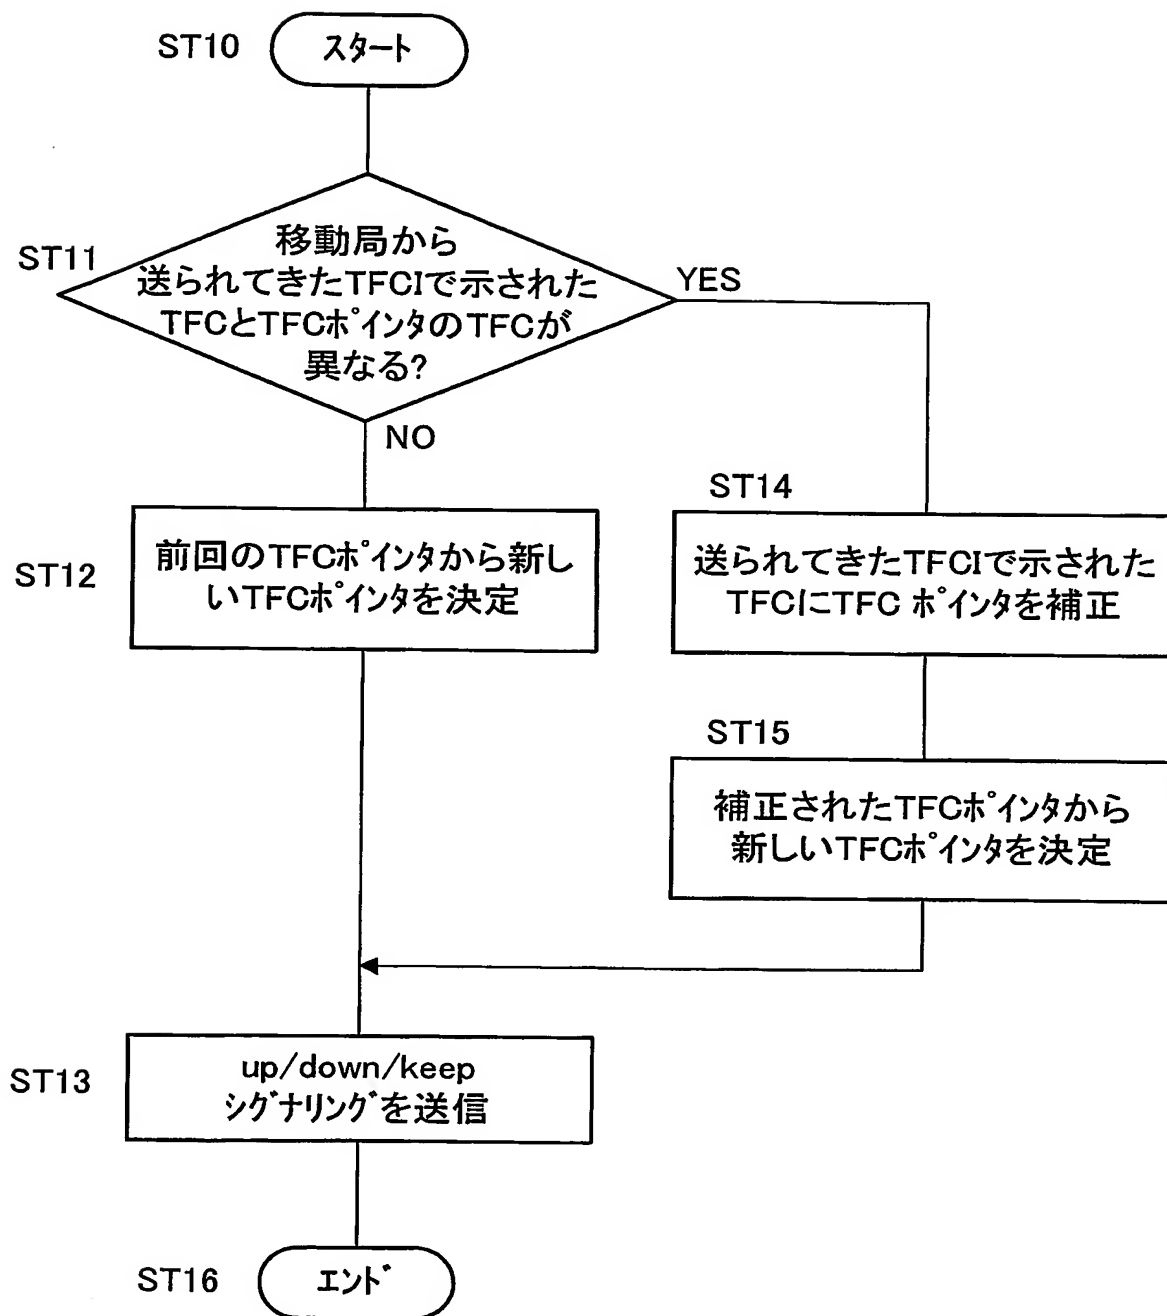 ST10
スタート
ST11
移動局から
送られてきたTFCIで示された
TFCとTFCポインタのTFCが
異なる?
YES
NO
ST12
前回のTFCポインタから新し
いTFCポインタを決定
ST14
送られてきたTFCIで示された
TFCにTFC ポインタを補正
ST15
補正されたTFCポインタから
新しいTFCポインタを決定
ST13
up/down/keep
シグナリングを送信
ST16
エンド